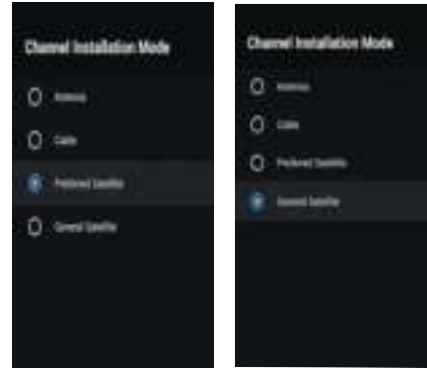 Channel Installation Mode
Antenna
Cable
Preferred Satellite
General Satellite
Channel Installation Mode
Antenna
Cable
Preferred Satellite
General Satellite